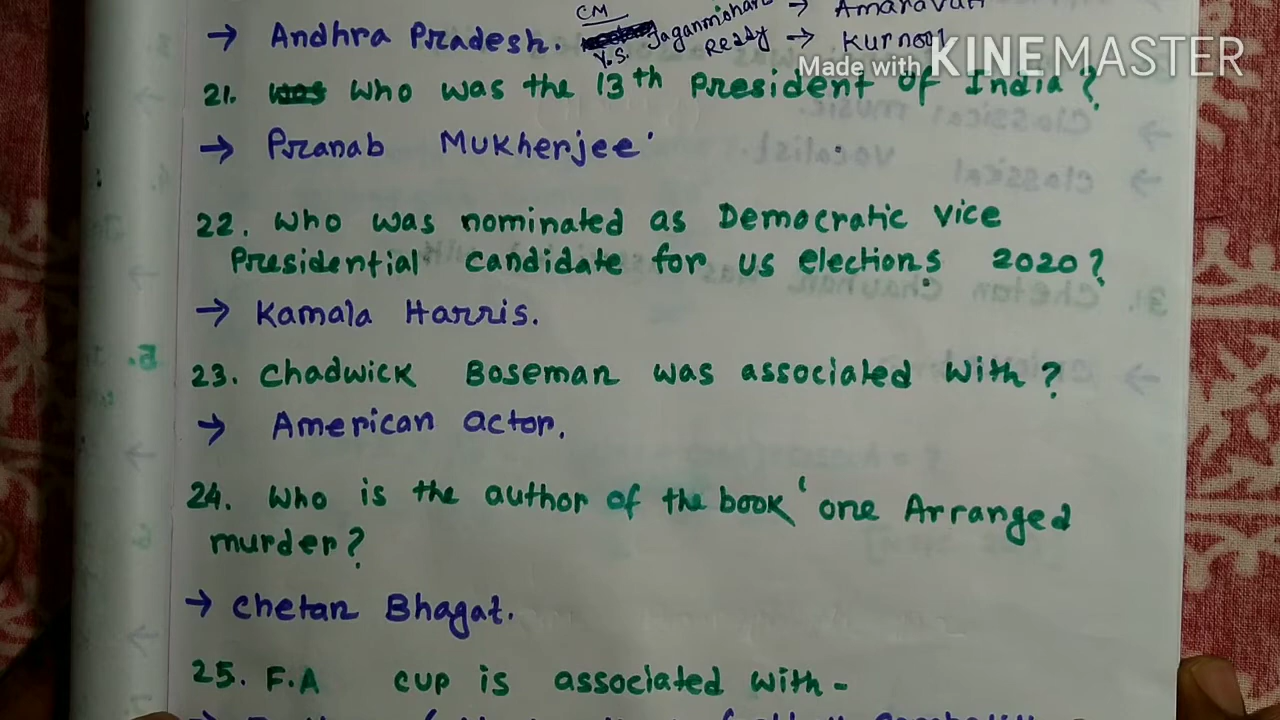 CM
→ Andhra Pradesh. Y.S. Jaganmohan → Amaravati
Reddy → Kurnool
Made with KINEMASTER
21. Who was the 13th President of India?
→ Pranab Mukherjee
22. Who was nominated as Democratic Vice
Presidential candidate for US elections 2020?
→ Kamala Harris.
23. Chadwick Boseman was associated with?
→ American actor.
24. Who is the author of the book 'one Arranged
murder?
→ Chetan Bhagat.
25. F.A cup is associated with-